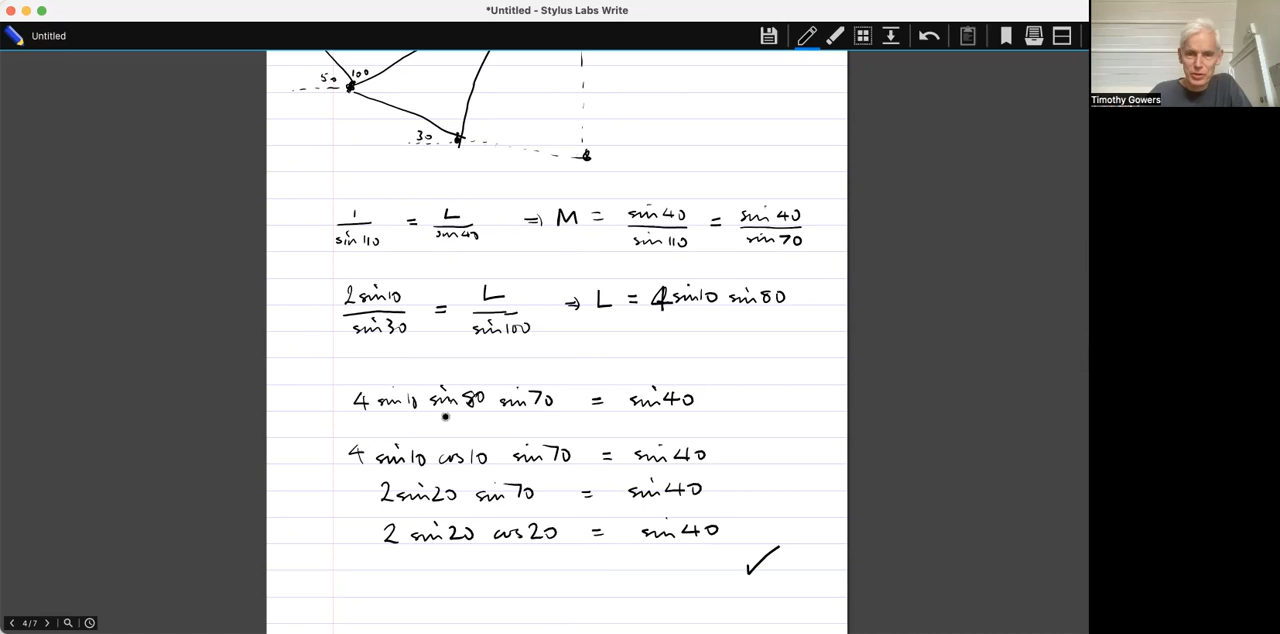 *Untitled - Stylus Labs Write
Untitled
Timothy Gowers
50 100
30
1/sin 110 = L/sin 40 ⇒ M = sin 40/sin 110 = sin 40/sin 70
2 sin 10/sin 30 = L/sin 100 ⇒ L = 4 sin 10 sin 80
4 sin 10 sin 80 sin 70 = sin 40
4 sin 10 cos 10 sin 70 = sin 40
2 sin 20 sin 70 = sin 40
2 sin 20 cos 20 = sin 40
✓
4/7